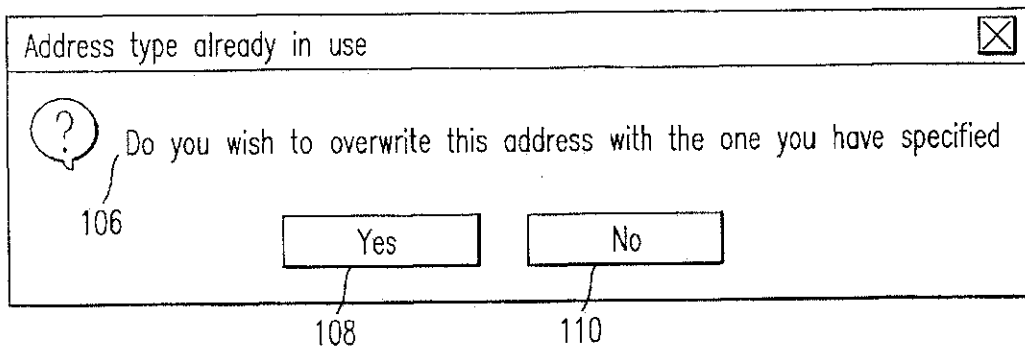 Address type already in use
?
Do you wish to overwrite this address with the one you have specified
106
Yes
No
108
110